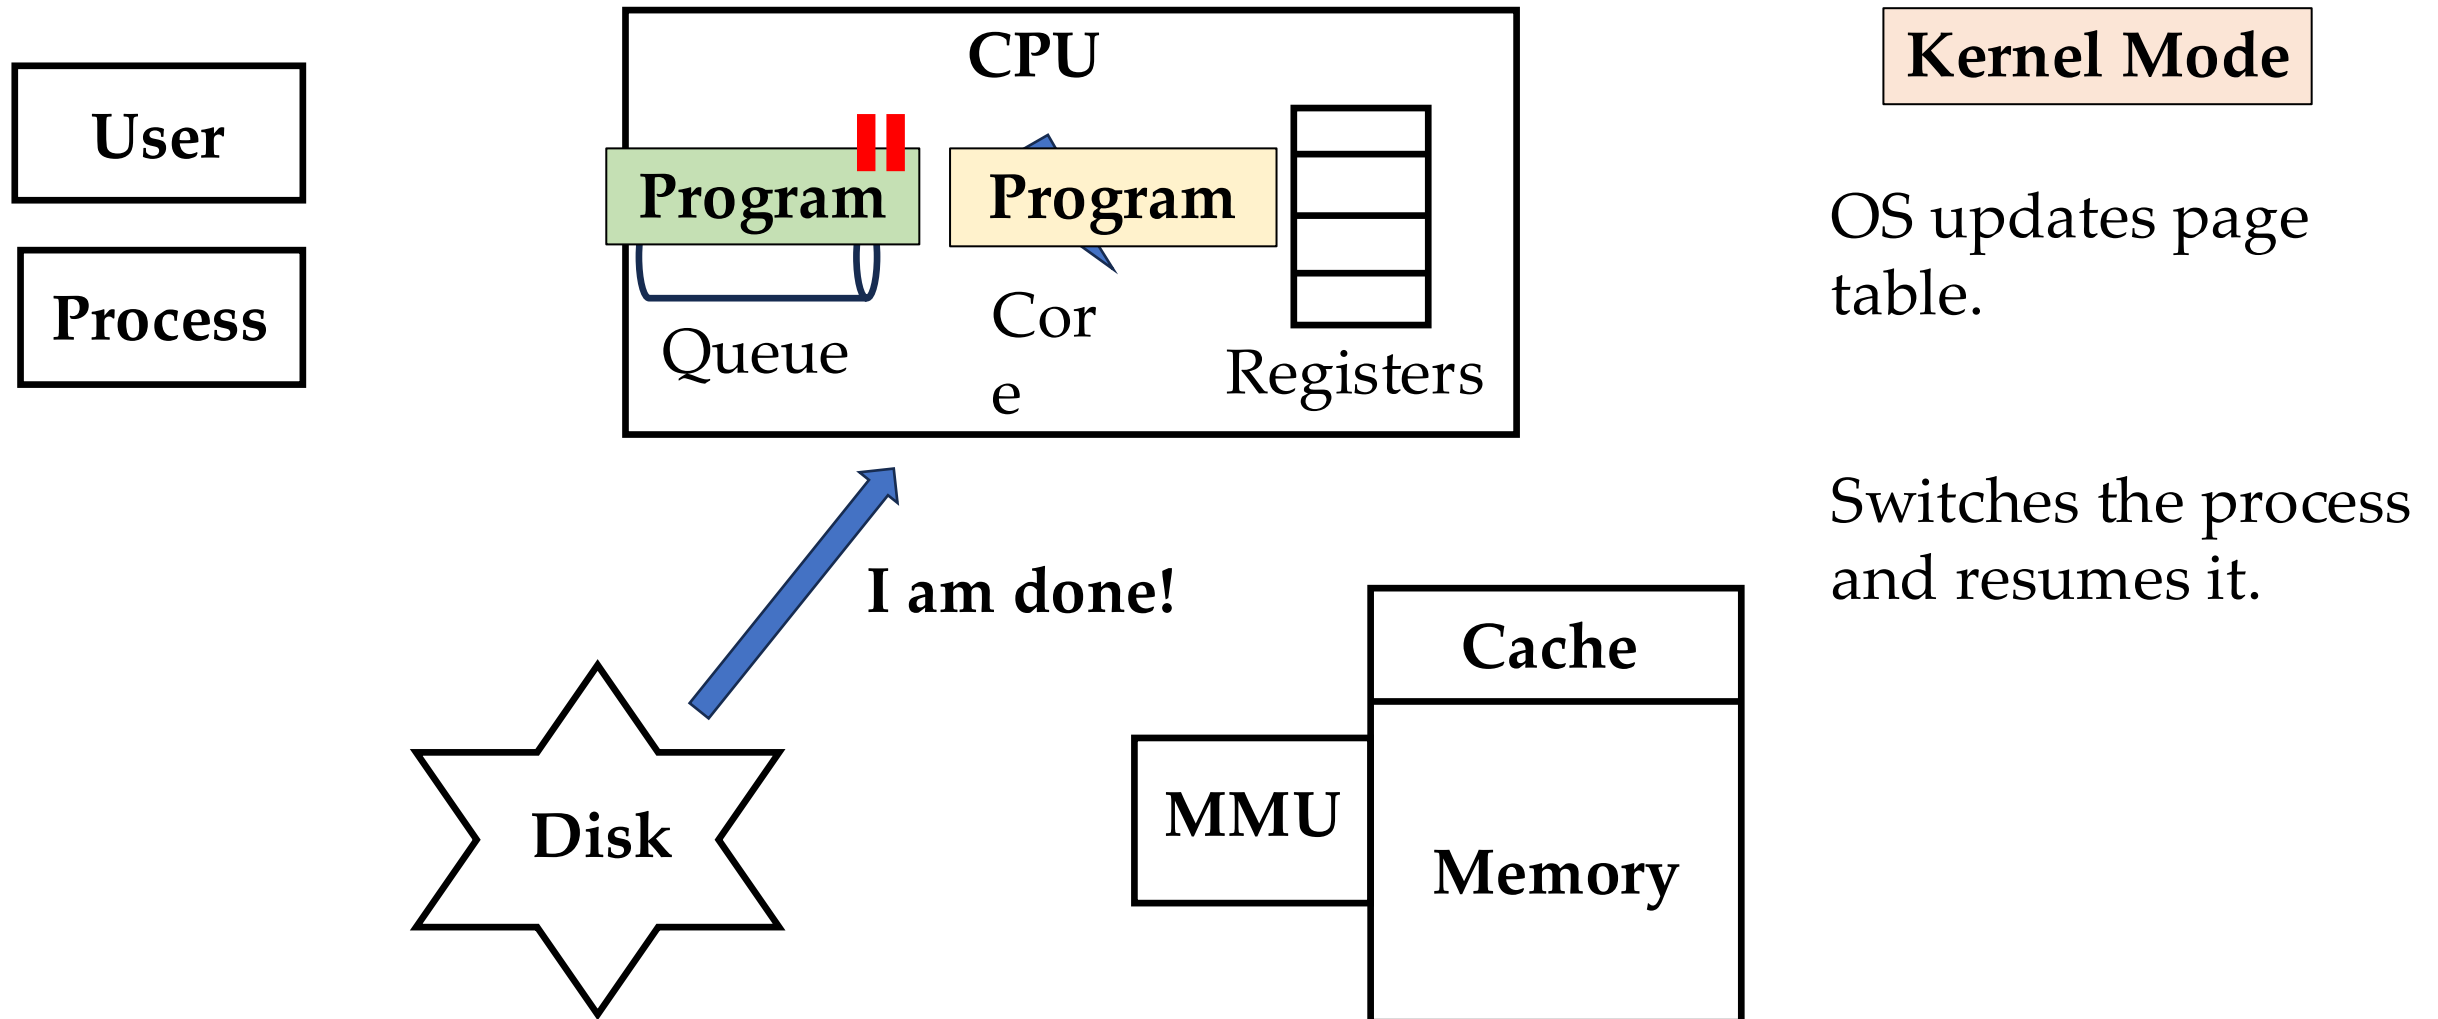 User
Process
CPU
Program
Program
Queue
Cor
e
Registers
Kernel Mode
OS updates page
table.
Switches the process
and resumes it.
I am done!
Disk
Cache
MMU
Memory